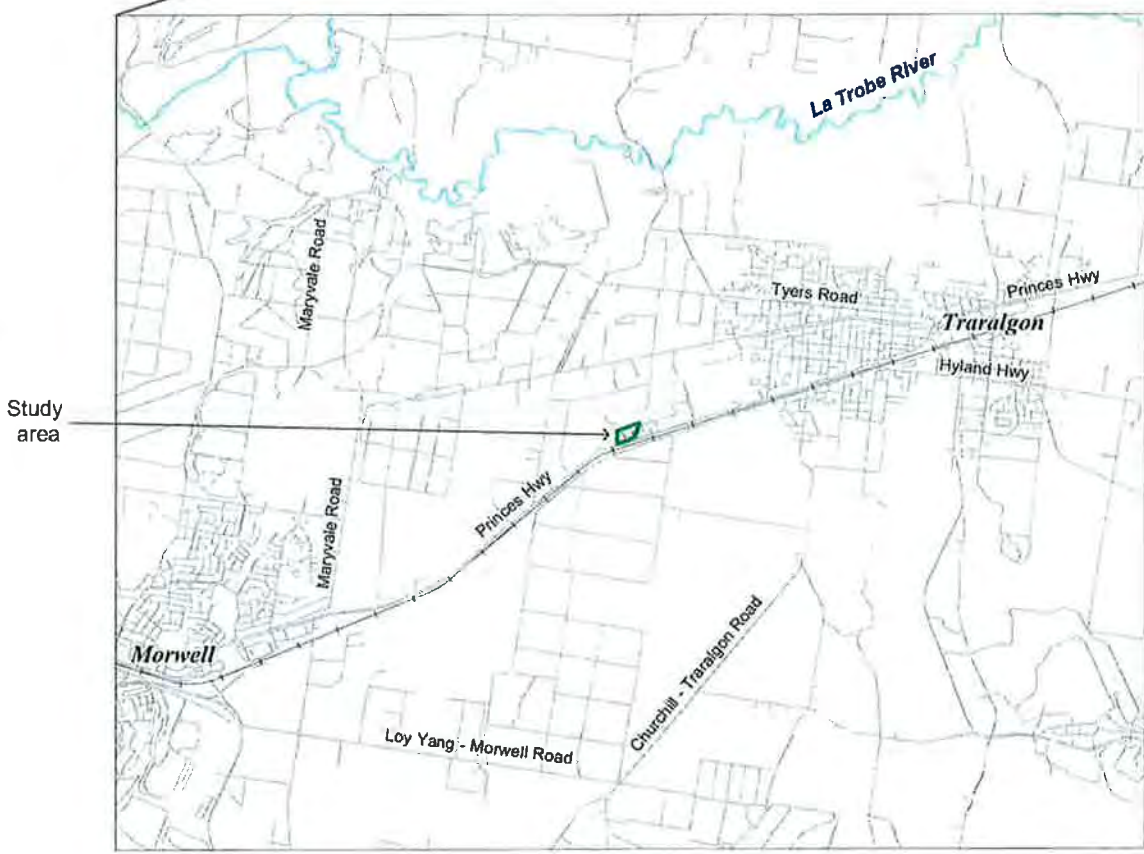 La Trobe River
Maryvale Road
Tyers Road
Princes Hwy
Traralgon
Hyland Hwy
Study
area
Princes Hwy
Maryvale Road
Morwell
Churchill - Traralgon Road
Loy Yang - Morwell Road